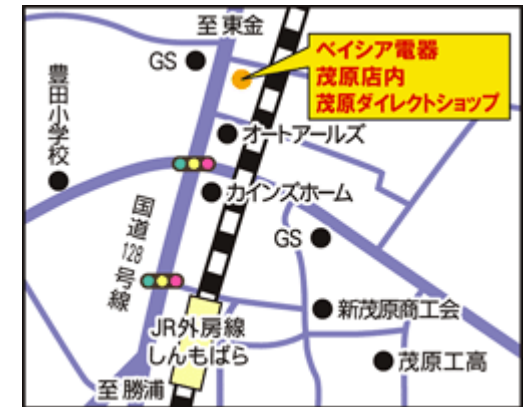 至東金
GS
ベイシア電器
茂原店内
茂原ダイレクトショップ
豊田小学校
オートアールズ
カインズホーム
国道128号線
GS
新茂原商工会
JR外房線
しんもばら
茂原工高
至勝浦